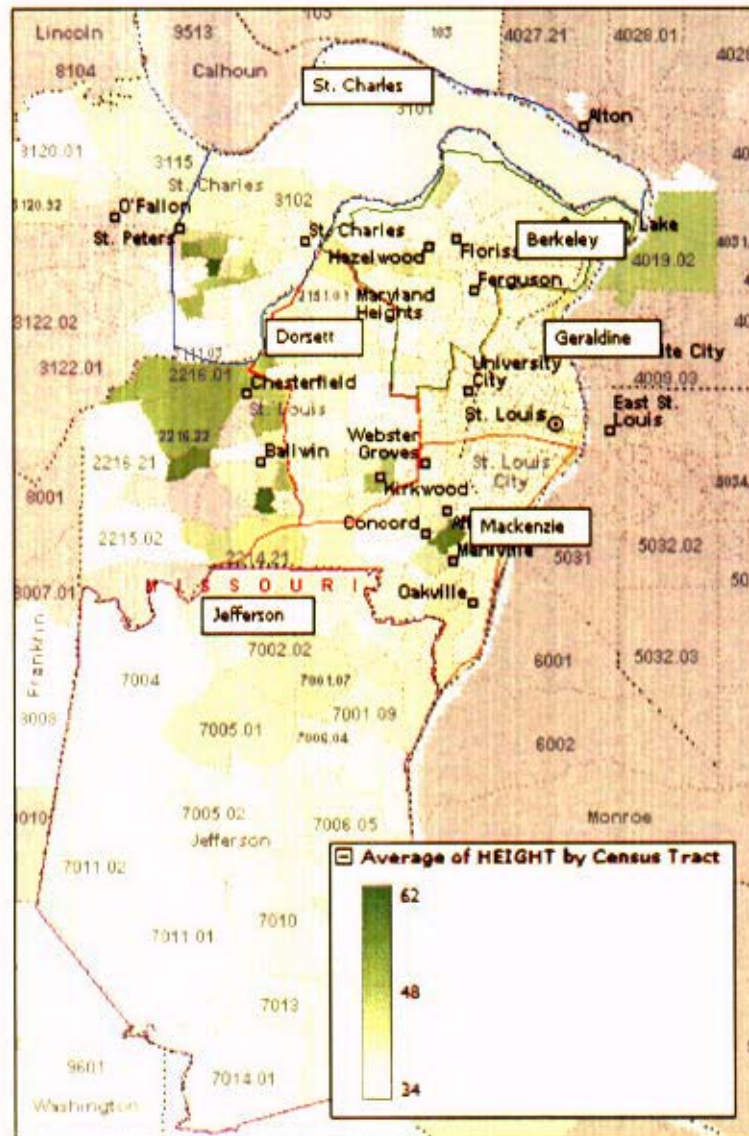 103
103
Lincoln
9513
4027.21
4028.01
8104
Calhoun
St. Charles
3101
Alton
3120.01
3115
St. Charles
3102
O'Fallon
St. Peters
St. Charles
Hazelwood
Berkeley
Lake
4019.02
Ferguson
2151.01
Maryland
Heights
3122.02
Dorsett
Geraldine
City
3122.01
2216.01
Chesterfield
University
City
4009.03
St. Louis
St. Louis
East St.
Louis
2216.22
Ballwin
Webster
Groves
St. Louis
City
2216.21
8001
Kirkwood
Concord
Mackenzie
2215.02
2214.21
5031
5032.02
MISSOURI
Oakville
Jefferson
Franklin
7002.02
7004
7001.07
6001
5032.03
3008
7005.01
7001.09
7006.04
6002
7005.02
Jefferson
7006.05
Monroe
7011.02
Average of HEIGHT by Census Tract
62
7010
7011.01
48
7013
9601
Washington
7014.01
34